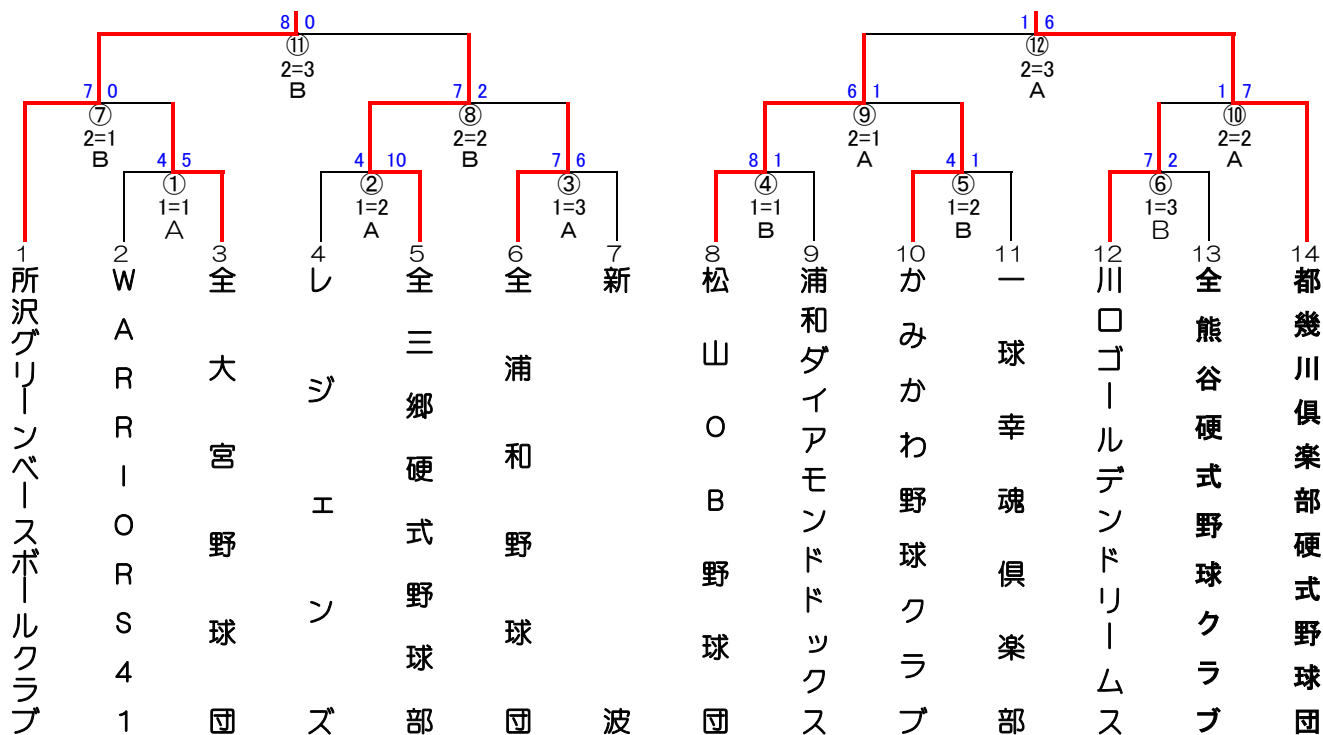 8 0 1 6
⑪ ⑫
2=3 2=3
B A
7 0 7 2 6 1 1 7
⑦ ⑧ ⑨ ⑩
2=1 2=2 2=1 2=2
B B A A
4 5 4 10 7 6 8 1 4 1 7 2
① ② ③ ④ ⑤ ⑥
1=1 1=2 1=3 1=1 1=2 1=3
A A A B B B
1 2 3 4 5 6 7 8 9 10 11 12 13 14
所沢グリーンベースボールクラブ
WARRIORS41
全大宮野球団
レジェンズ
全三郷硬式野球部
全浦和野球団
新波
松山OB野球団
浦和ダイアモンドドックス
かみかわ野球クラブ
一球幸魂倶楽部
川口ゴールデンドリームス
全熊谷硬式野球クラブ
都幾川倶楽部硬式野球団